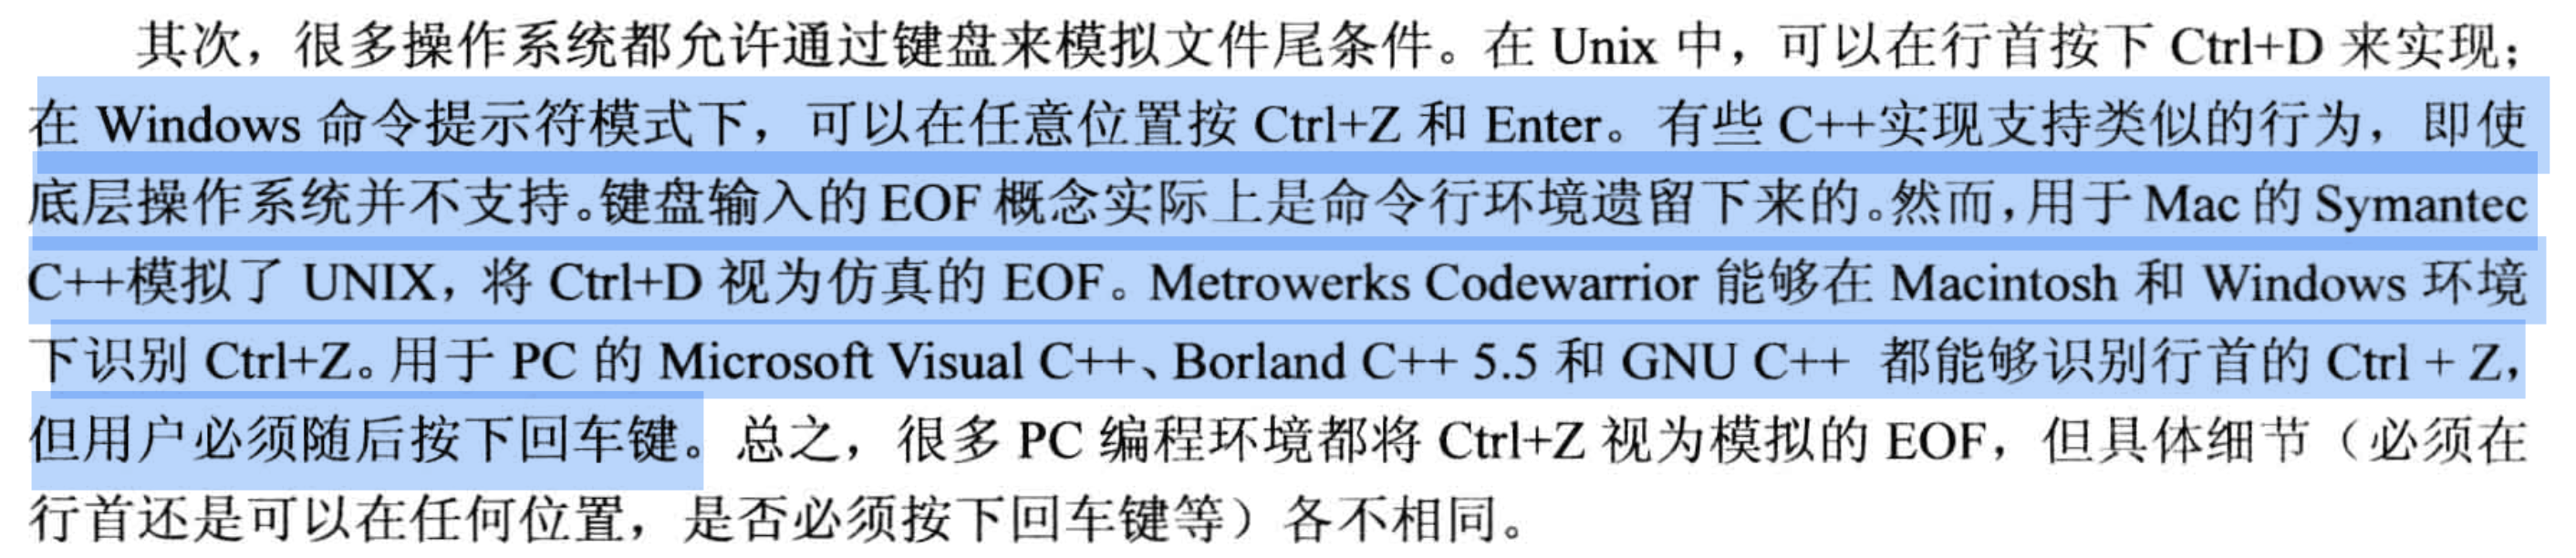 其次，很多操作系统都允许通过键盘来模拟文件尾条件。在 Unix 中，可以在行首按下 Ctrl+D 来实现；
在 Windows 命令提示符模式下，可以在任意位置按 Ctrl+Z 和 Enter。有些 C++实现支持类似的行为，即使
底层操作系统并不支持。键盘输入的 EOF 概念实际上是命令行环境遗留下来的。然而，用于 Mac 的 Symantec
C++模拟了 UNIX，将 Ctrl+D 视为仿真的 EOF。Metrowerks Codewarrior 能够在 Macintosh 和 Windows 环境
下识别 Ctrl+Z。用于 PC 的 Microsoft Visual C++、Borland C++ 5.5 和 GNU C++ 都能够识别行首的 Ctrl + Z，
但用户必须随后按下回车键。总之，很多 PC 编程环境都将 Ctrl+Z 视为模拟的 EOF，但具体细节（必须在
行首还是可以在任何位置，是否必须按下回车键等）各不相同。